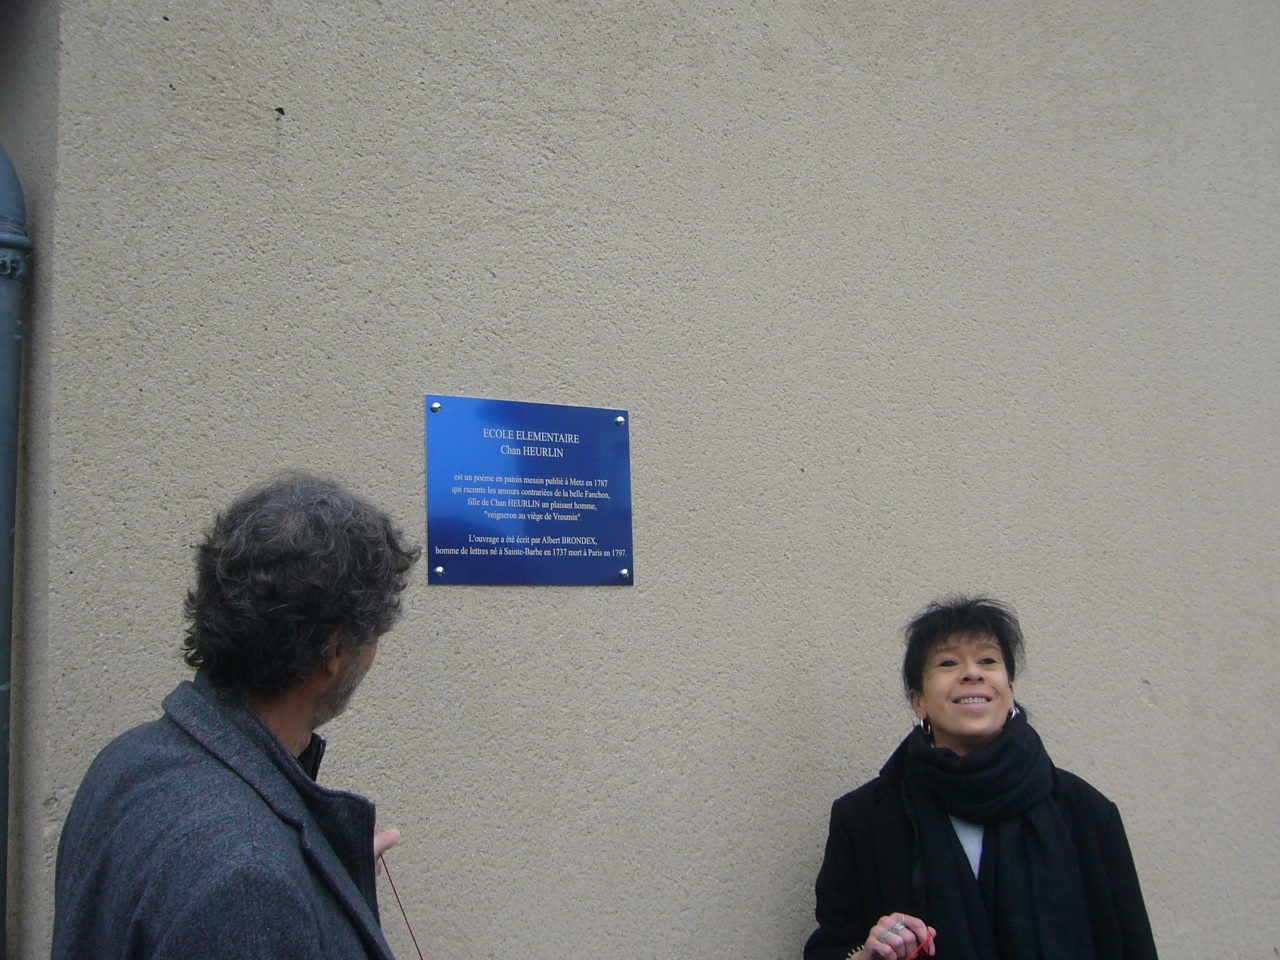 ECOLE ELEMENTAIRE
Chan HEURLIN
est un poéme en patois messin publié à Metz en 1787
qui raconte les amours contrariées de la belle Fanchon,
fille de Chan HEURLIN un plaisant homme,
"veigneron au viège de Vreumin"
L'ouvrage a été écrit par Albert BRONDEX,
homme de lettres né à Sainte-Barbe en 1737 mort à Paris en 1797.